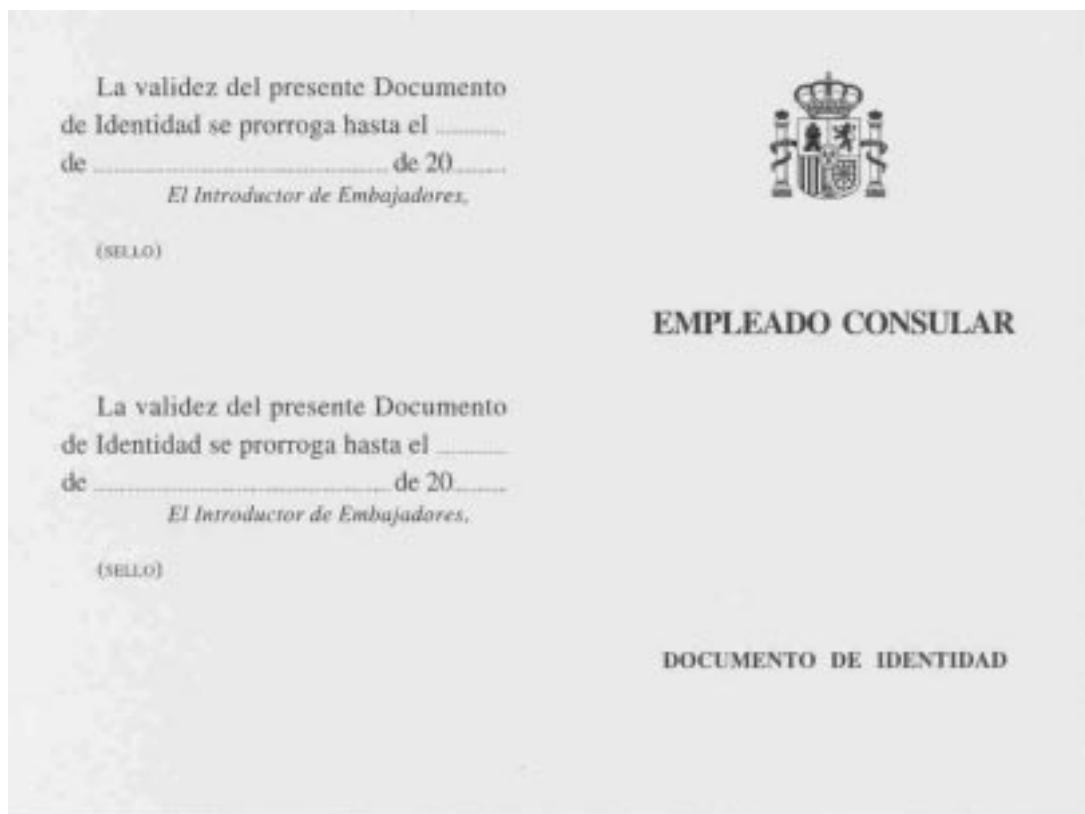 La validez del presente Documento
de Identidad se prorroga hasta el ............
de .................................................... de 20.........
El Introductor de Embajadores,
(SELLO)
La validez del presente Documento
de Identidad se prorroga hasta el ............
de .................................................... de 20.........
El Introductor de Embajadores,
(SELLO)
EMPLEADO CONSULAR
DOCUMENTO DE IDENTIDAD